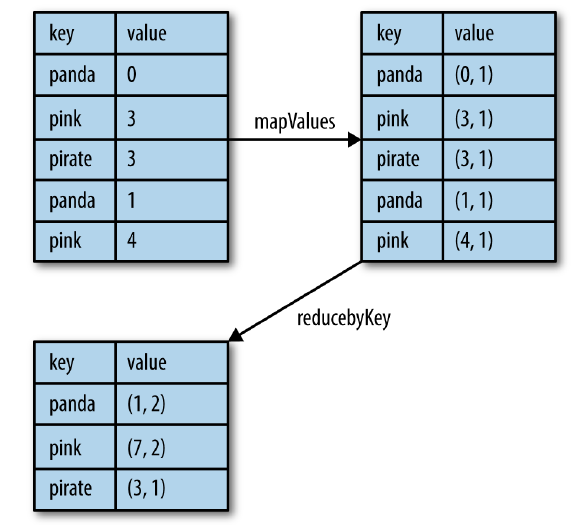 key value
panda 0
pink 3
pirate 3
panda 1
pink 4
mapValues
key value
panda (0, 1)
pink (3, 1)
pirate (3, 1)
panda (1, 1)
pink (4, 1)
reducebyKey
key value
panda (1, 2)
pink (7, 2)
pirate (3, 1)